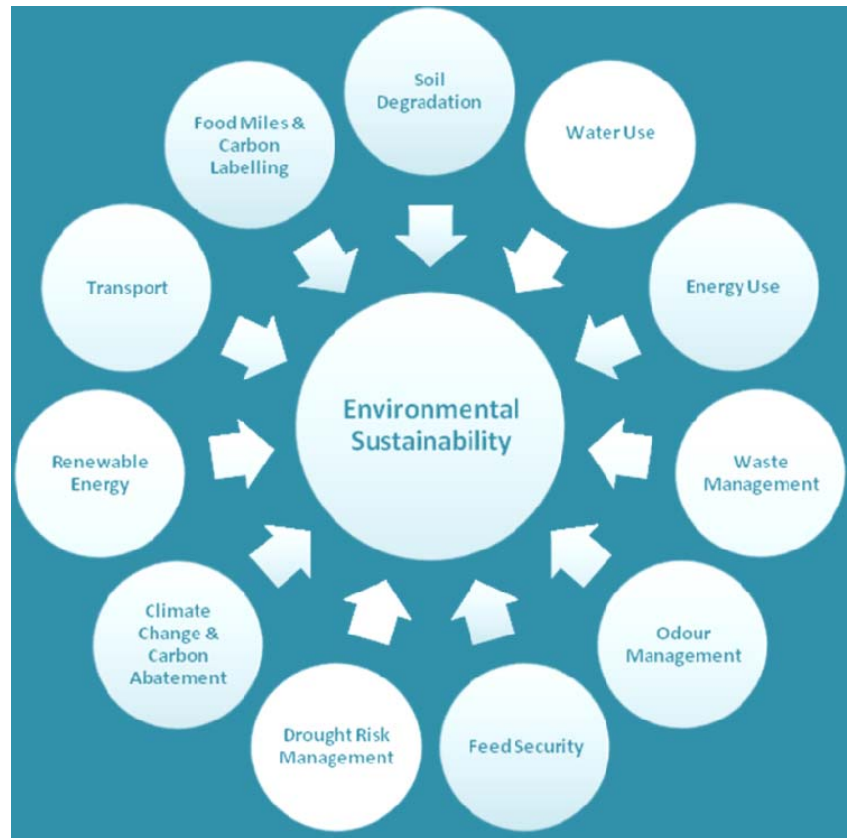 Soil
Degradation
Water Use
Energy Use
Waste
Management
Odour
Management
Feed Security
Drought Risk
Management
Climate
Change &
Carbon
Abatement
Renewable
Energy
Transport
Food Miles &
Carbon
Labelling
Environmental
Sustainability